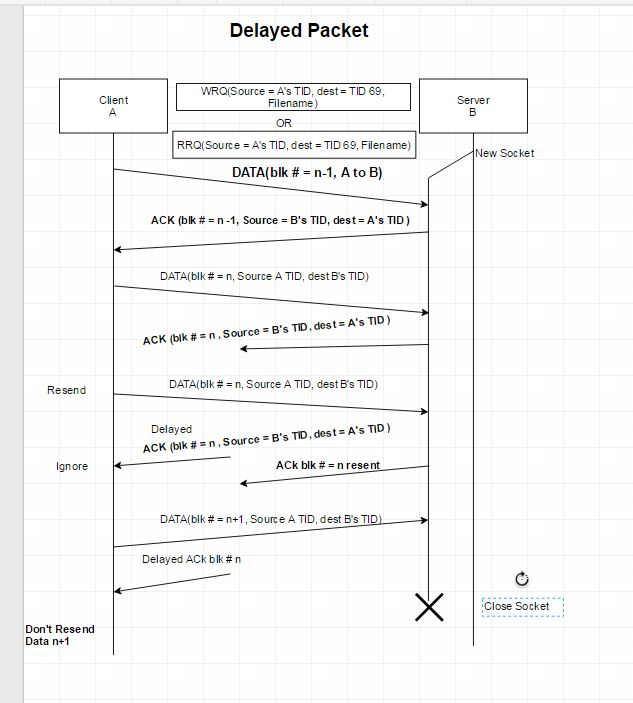 Delayed Packet
Client
A
WRQ(Source = A's TID, dest = TID 69,
Filename)
Server
B
OR
RRQ(Source = A's TID, dest = TID 69, Filename)
New Socket
DATA(blk # = n-1, A to B)
ACK (blk # = n -1, Source = B's TID, dest = A's TID )
DATA(blk # = n, Source A TID, dest B's TID)
ACK (blk # = n , Source = B's TID, dest = A's TID )
Resend
DATA(blk # = n, Source A TID, dest B's TID)
Delayed
ACK (blk # = n , Source = B's TID, dest = A's TID )
Ignore
ACk blk # = n resent
DATA(blk # = n+1, Source A TID, dest B's TID)
Delayed ACk blk # n
Close Socket
Don't Resend
Data n+1